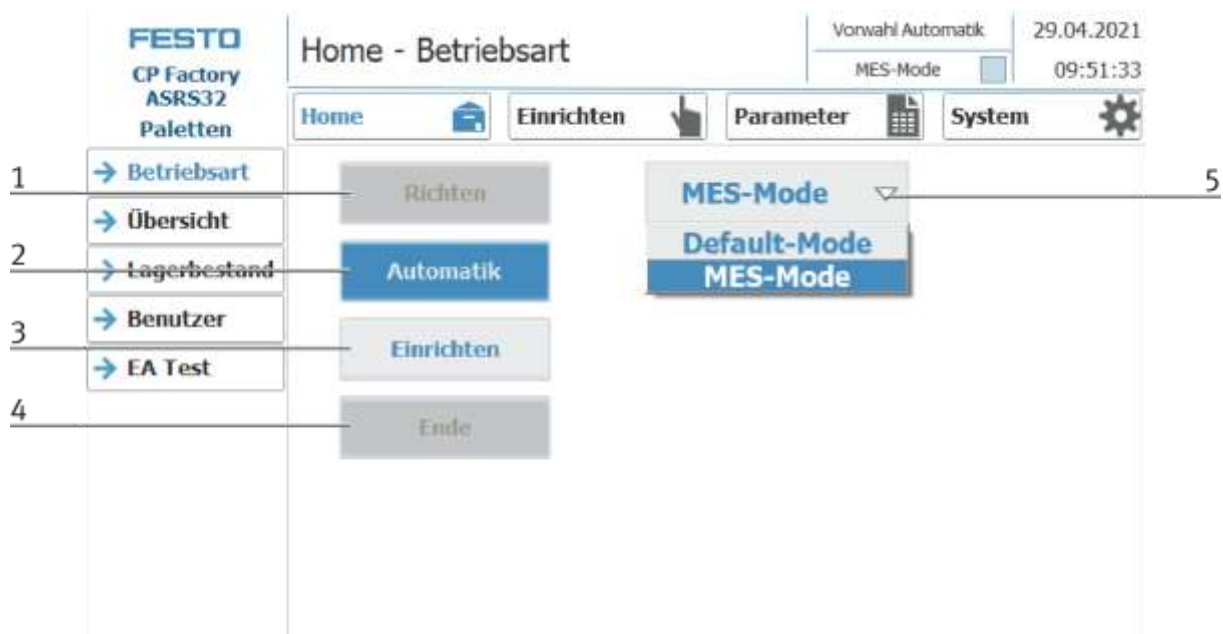 FESTO
CP Factory
ASRS32
Paletten
Home - Betriebsart
Vorwahl Automatik
MES-Mode
29.04.2021
09:51:33
Home
Einrichten
Parameter
System
1
2
3
4
5
Betriebsart
Übersicht
Lagerbestand
Benutzer
EA Test
Richten
Automatik
Einrichten
Ende
MES-Mode
Default-Mode
MES-Mode